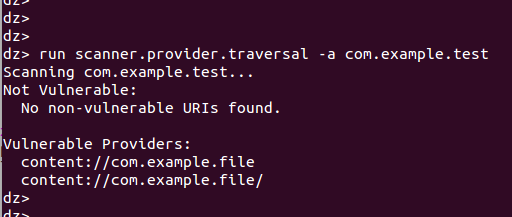 dz>
dz>
dz>
dz> run scanner.provider.traversal -a com.example.test
Scanning com.example.test...
Not Vulnerable:
  No non-vulnerable URIs found.

Vulnerable Providers:
  content://com.example.file
  content://com.example.file/
dz>
dz>